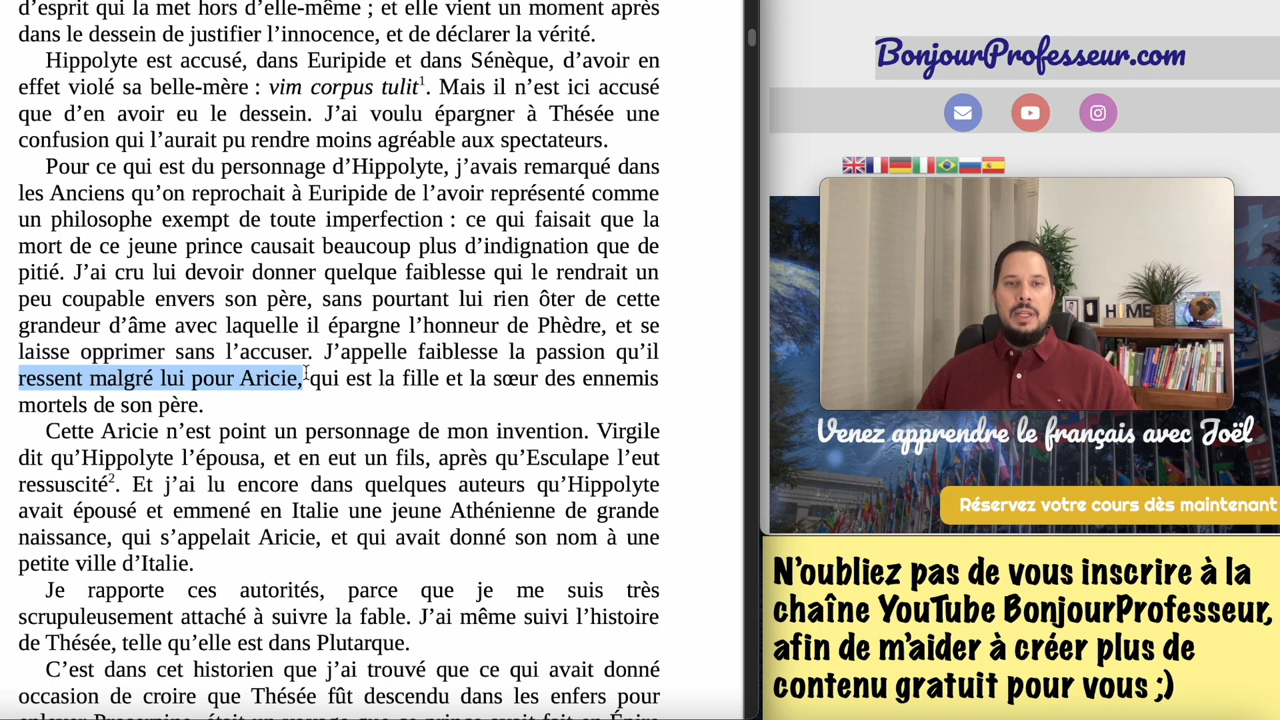 d’esprit qui la met hors d’elle-même ; et elle vient un moment après
dans le dessein de justifier l’innocence, et de déclarer la vérité.
Hippolyte est accusé, dans Euripide et dans Sénèque, d’avoir en
effet violé sa belle-mère : vim corpus tulit1. Mais il n’est ici accusé
que d’en avoir eu le dessein. J’ai voulu épargner à Thésée une
confusion qui l’aurait pu rendre moins agréable aux spectateurs.
Pour ce qui est du personnage d’Hippolyte, j’avais remarqué dans
les Anciens qu’on reprochait à Euripide de l’avoir représenté comme
un philosophe exempt de toute imperfection : ce qui faisait que la
mort de ce jeune prince causait beaucoup plus d’indignation que de
pitié. J’ai cru lui devoir donner quelque faiblesse qui le rendrait un
peu coupable envers son père, sans pourtant lui rien ôter de cette
grandeur d’âme avec laquelle il épargne l’honneur de Phèdre, et se
laisse opprimer sans l’accuser. J’appelle faiblesse la passion qu’il
ressent malgré lui pour Aricie, qui est la fille et la sœur des ennemis
mortels de son père.
Cette Aricie n’est point un personnage de mon invention. Virgile
dit qu’Hippolyte l’épousa, et en eut un fils, après qu’Esculape l’eut
ressuscité2. Et j’ai lu encore dans quelques auteurs qu’Hippolyte
avait épousé et emmené en Italie une jeune Athénienne de grande
naissance, qui s’appelait Aricie, et qui avait donné son nom à une
petite ville d’Italie.
Je rapporte ces autorités, parce que je me suis très
scrupuleusement attaché à suivre la fable. J’ai même suivi l’histoire
de Thésée, telle qu’elle est dans Plutarque.
C’est dans cet historien que j’ai trouvé que ce qui avait donné
occasion de croire que Thésée fût descendu dans les enfers pour
BonjourProfesseur.com
HOME
Venez apprendre le français avec Joël
Réservez votre cours dès maintenant
N’oubliez pas de vous inscrire à la
chaîne YouTube BonjourProfesseur,
afin de m’aider à créer plus de
contenu gratuit pour vous ;)